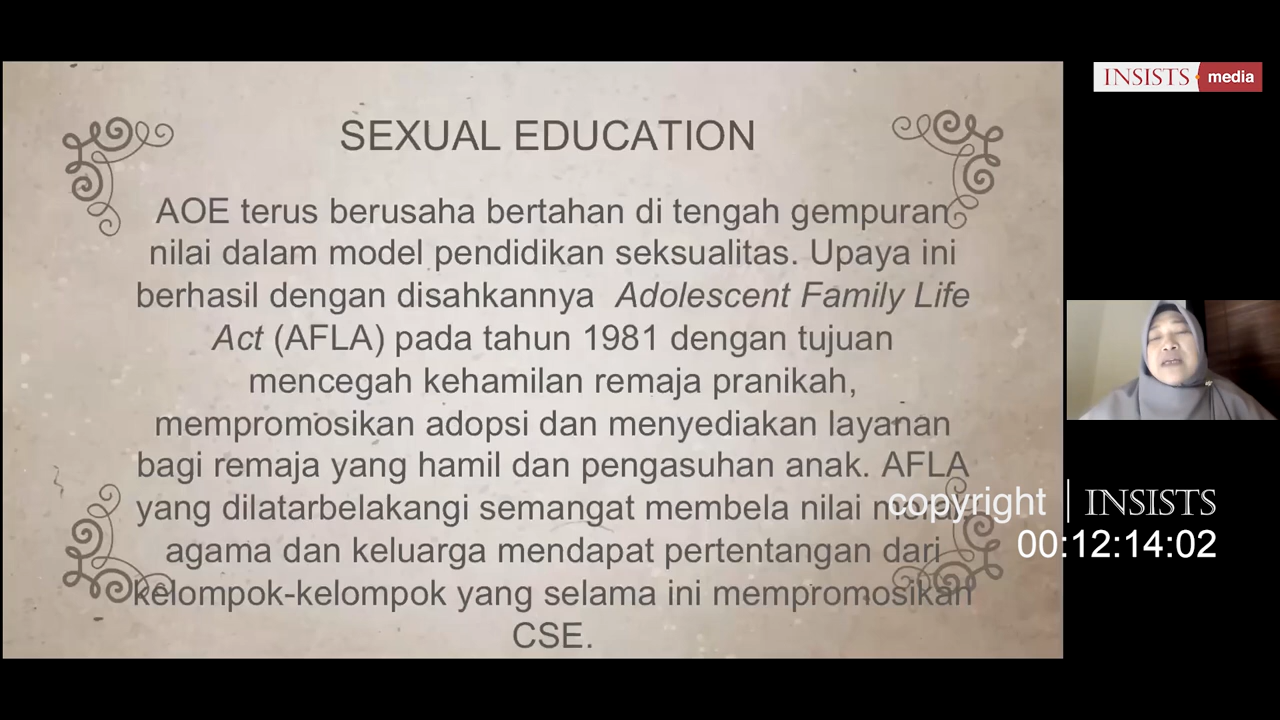 SEXUAL EDUCATION
AOE terus berusaha bertahan di tengah gempuran
nilai dalam model pendidikan seksualitas. Upaya ini
berhasil dengan disahkannya Adolescent Family Life
Act (AFLA) pada tahun 1981 dengan tujuan
mencegah kehamilan remaja pranikah,
mempromosikan adopsi dan menyediakan layanan
bagi remaja yang hamil dan pengasuhan anak. AFLA
yang dilatarbelakangi semangat membela nilai
agama dan keluarga mendapat pertentangan dari
kelompok-kelompok yang selama ini mempromosikan
CSE.
INSISTS media
copyright | INSISTS
00:12:14:02